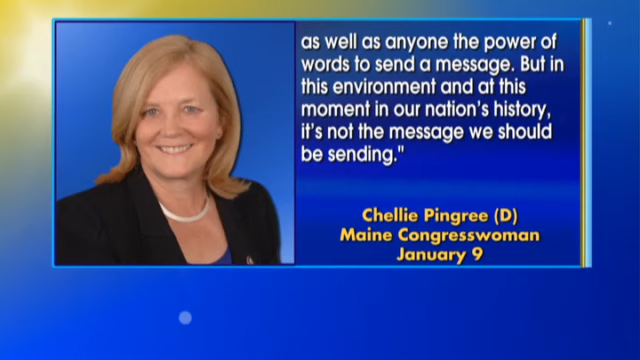 as well as anyone the power of
words to send a message. But in
this environment and at this
moment in our nation's history,
it's not the message we should
be sending."
Chellie Pingree (D)
Maine Congresswoman
January 9